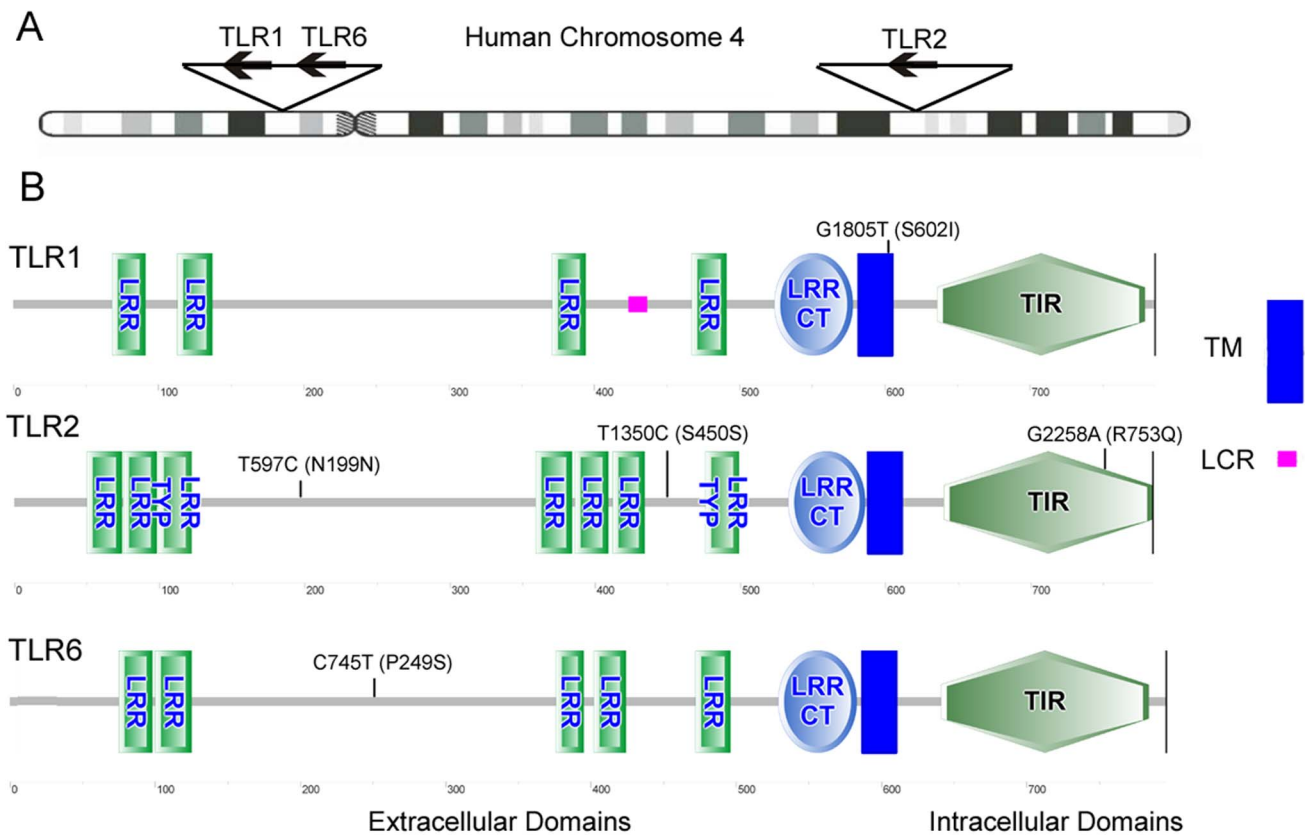 A
TLR1 TLR6 Human Chromosome 4 TLR2
B
TLR1
G1805T (S602I)
LRR LRR LRR LRR LRR CT TIR
TM
0 100 200 300 400 500 600 700
TLR2
T597C (N199N) T1350C (S450S) G2258A (R753Q)
LCR
LRR LRR LRR TYP LRR LRR LRR LRR TYP LRR CT TIR
0 100 200 300 400 500 600 700
TLR6
C745T (P249S)
LRR LRR LRR LRR LRR LRR CT TIR
0 100 200 300 400 500 600 700
Extracellular Domains Intracellular Domains